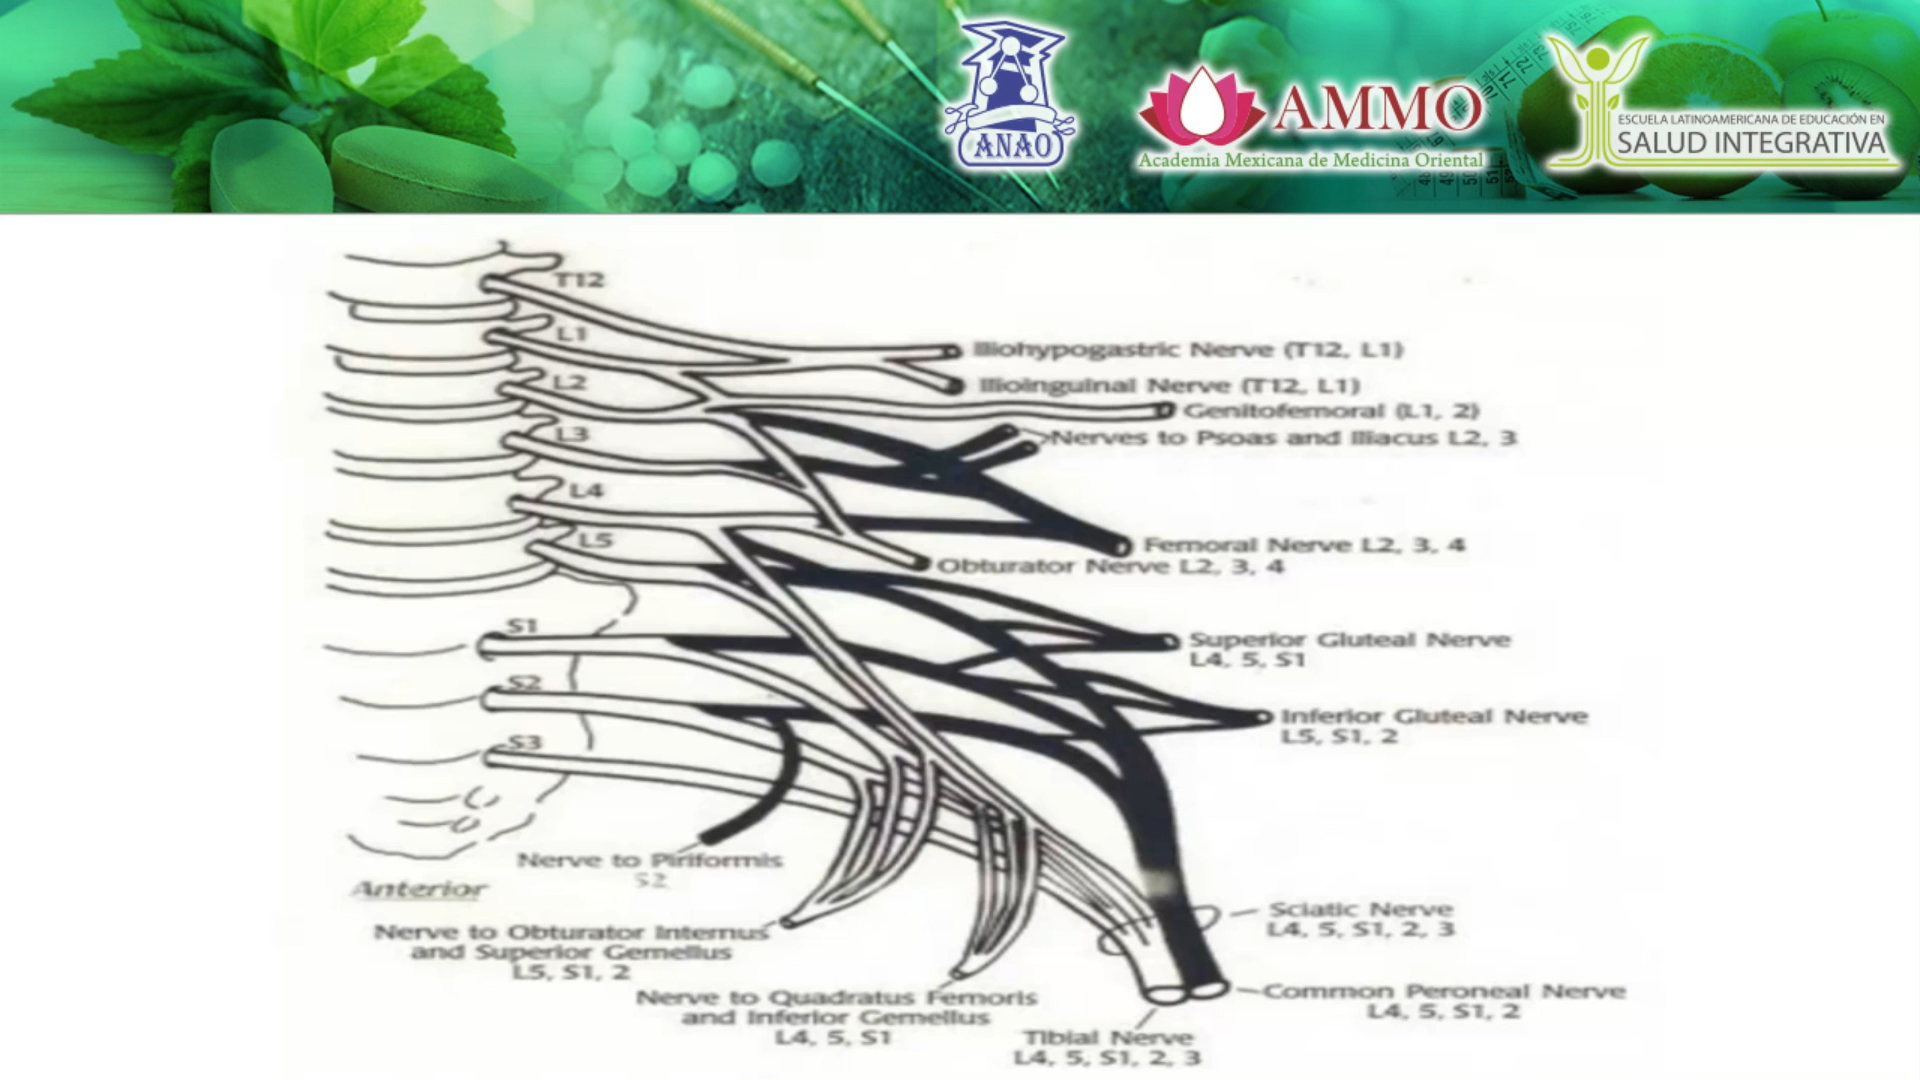 ANAO
AMMO
Academia Mexicana de Medicina Oriental
ESCUELA LATINOAMERICANA DE EDUCACIÓN EN
SALUD INTEGRATIVA
T12
L1
L2
L3
L4
L5
S1
S2
S3
Iliohypogastric Nerve (T12, L1)
Ilioinguinal Nerve (T12, L1)
Genitofemoral (L1, 2)
Nerves to Psoas and Iliacus L2, 3
Femoral Nerve L2, 3, 4
Obturator Nerve L2, 3, 4
Superior Gluteal Nerve
L4, 5, S1
Inferior Gluteal Nerve
L5, S1, 2
Nerve to Piriformis
S2
Anterior
Nerve to Obturator Internus
and Superior Gemellus
L5, S1, 2
Nerve to Quadratus Femoris
and Inferior Gemellus
L4, 5, S1
Sciatic Nerve
L4, 5, S1, 2, 3
Common Peroneal Nerve
L4, 5, S1, 2
Tibial Nerve
L4, 5, S1, 2, 3